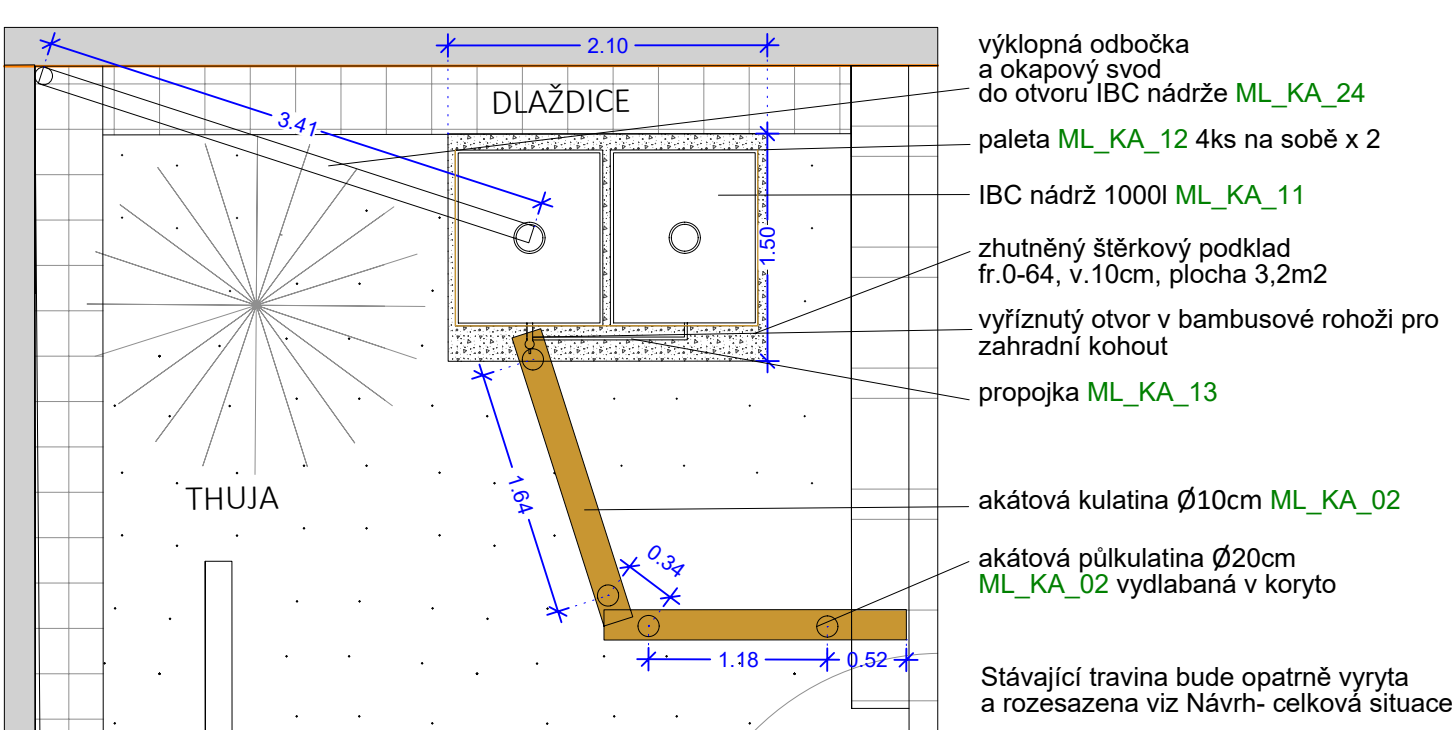 2.10
DLAŽDICE
3.41
1.50
THUJA
1.64
0.34
1.18
0.52
výklopná odbočka
a okapový svod
do otvoru IBC nádrže ML_KA_24
paleta ML_KA_12 4ks na sobě x 2
IBC nádrž 1000l ML_KA_11
zhutněný štěrkový podklad
fr.0-64, v.10cm, plocha 3,2m2
vyříznutý otvor v bambusové rohoži pro
zahradní kohout
propojka ML_KA_13
akátová kulatina Ø10cm ML_KA_02
akátová půlkulatina Ø20cm
ML_KA_02 vydlabaná v koryto
Stávající travina bude opatrně vyryta
a rozesazena viz Návrh- celková situace